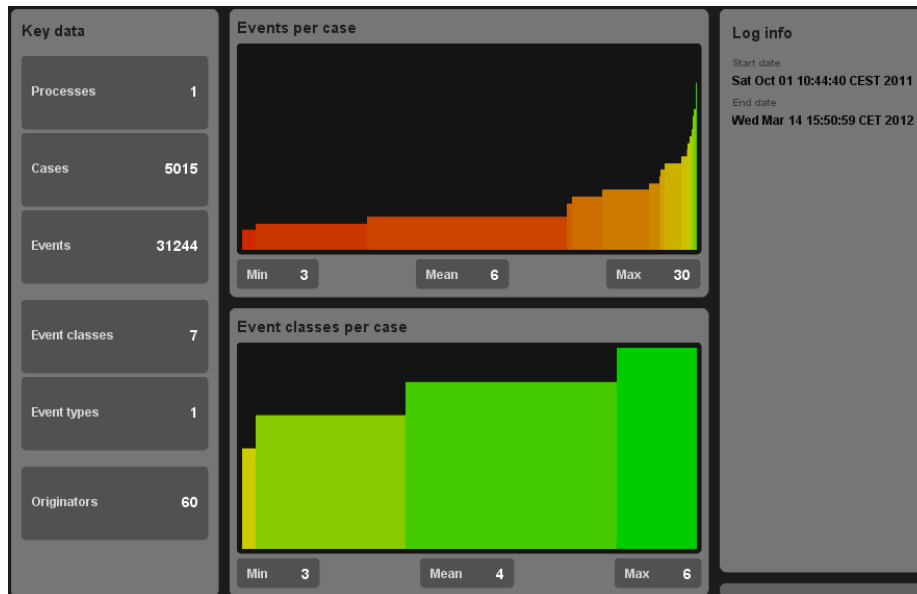 Key data
Processes 1
Cases 5015
Events 31244
Event classes 7
Event types 1
Originators 60
Events per case
Min 3 Mean 6 Max 30
Event classes per case
Min 3 Mean 4 Max 6
Log info
Start date
Sat Oct 01 10:44:40 CEST 2011
End date
Wed Mar 14 15:50:59 CET 2012